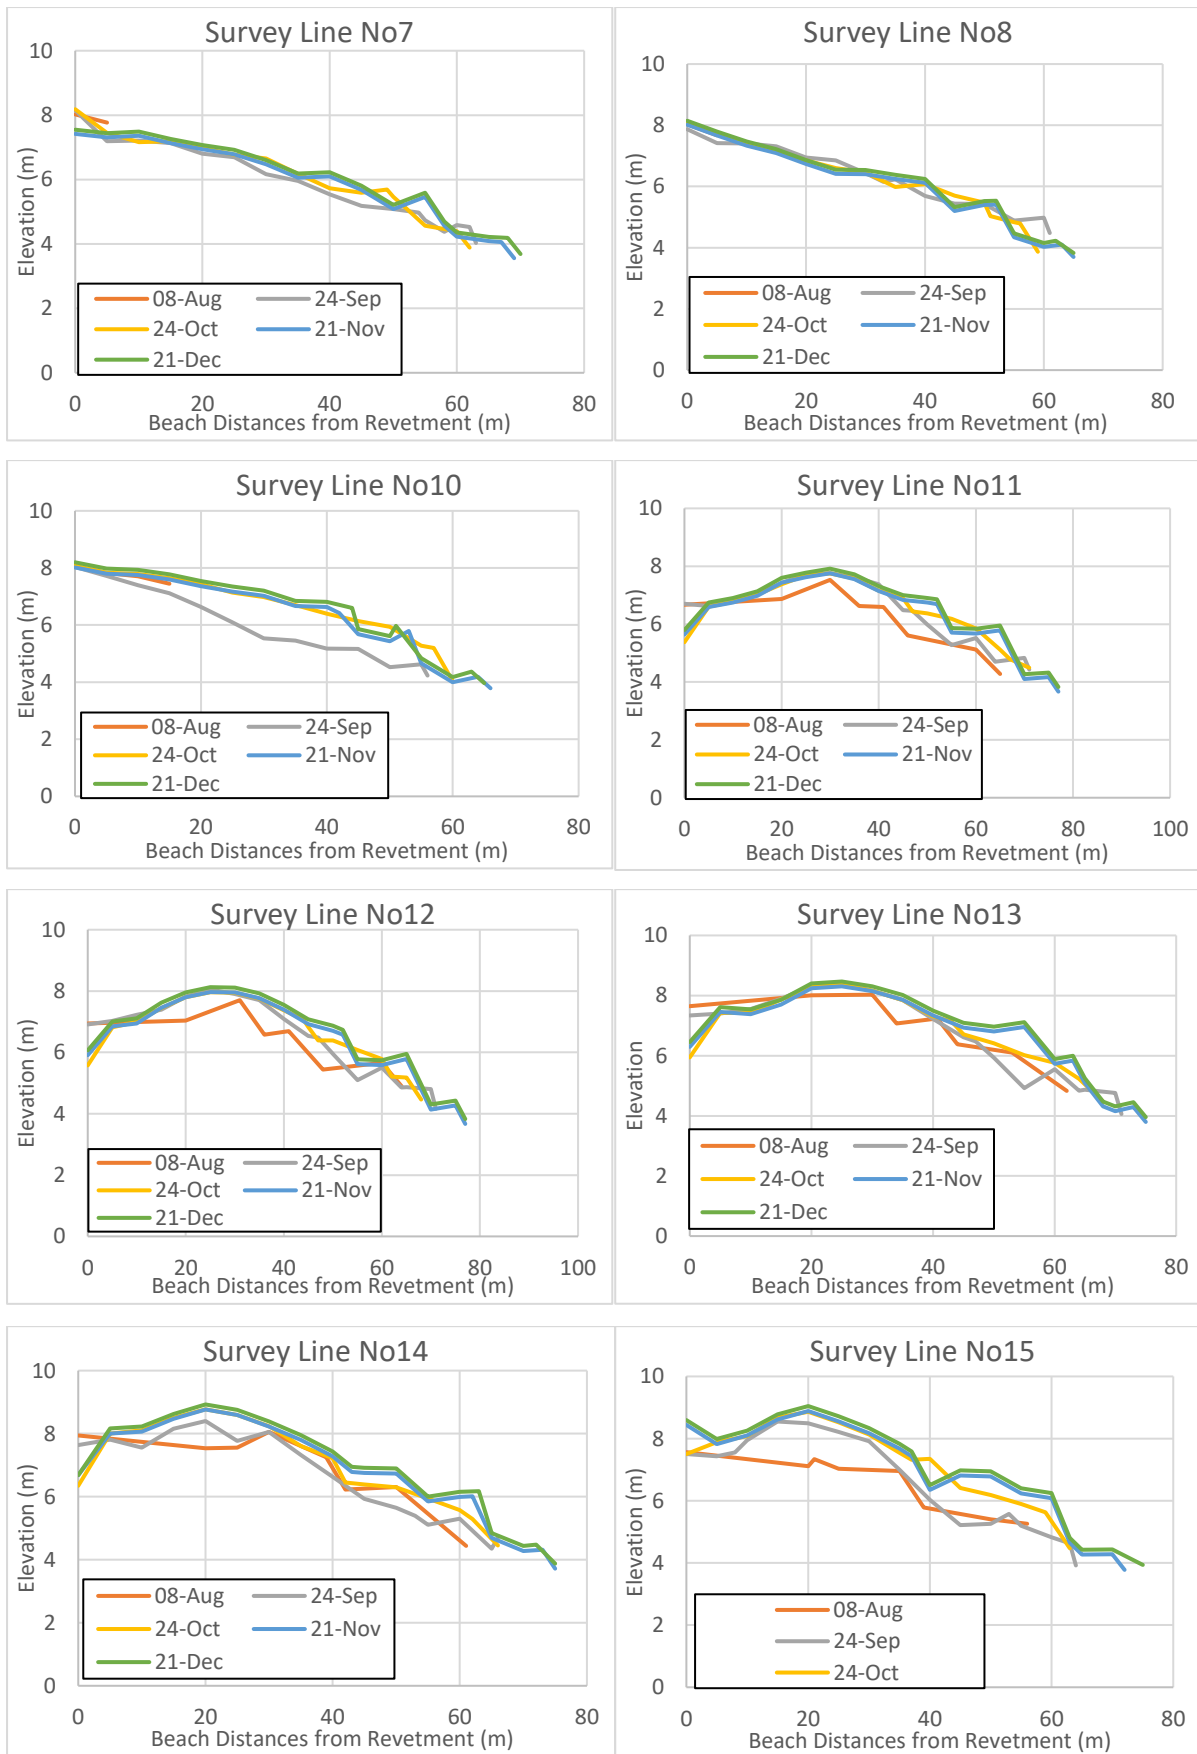 Survey Line No7
10
8
6
4
2
0
Elevation (m)
08-Aug 24-Sep
24-Oct 21-Nov
21-Dec
0 20 40 60 80
Beach Distances from Revetment (m)
Survey Line No8
10
8
6
4
2
0
Elevation (m)
08-Aug 24-Sep
24-Oct 21-Nov
21-Dec
0 20 40 60 80
Beach Distances from Revetment (m)
Survey Line No10
10
8
6
4
2
0
Elevation (m)
08-Aug 24-Sep
24-Oct 21-Nov
21-Dec
0 20 40 60 80
Beach Distances from Revetment (m)
Survey Line No11
10
8
6
4
2
0
Elevation (m)
08-Aug 24-Sep
24-Oct 21-Nov
21-Dec
0 20 40 60 80 100
Beach Distances from Revetment (m)
Survey Line No12
10
8
6
4
2
0
Elevation (m)
08-Aug 24-Sep
24-Oct 21-Nov
21-Dec
0 20 40 60 80 100
Beach Distances from Revetment (m)
Survey Line No13
10
8
6
4
2
0
Elevation
08-Aug 24-Sep
24-Oct 21-Nov
21-Dec
0 20 40 60 80
Beach Distances from Revetment (m)
Survey Line No14
10
8
6
4
2
0
Elevation (m)
08-Aug 24-Sep
24-Oct 21-Nov
21-Dec
0 20 40 60 80
Beach Distances from Revetment (m)
Survey Line No15
10
8
6
4
2
0
Elevation (m)
08-Aug
24-Sep
24-Oct
0 20 40 60 80
Beach Distances from Revetment (m)